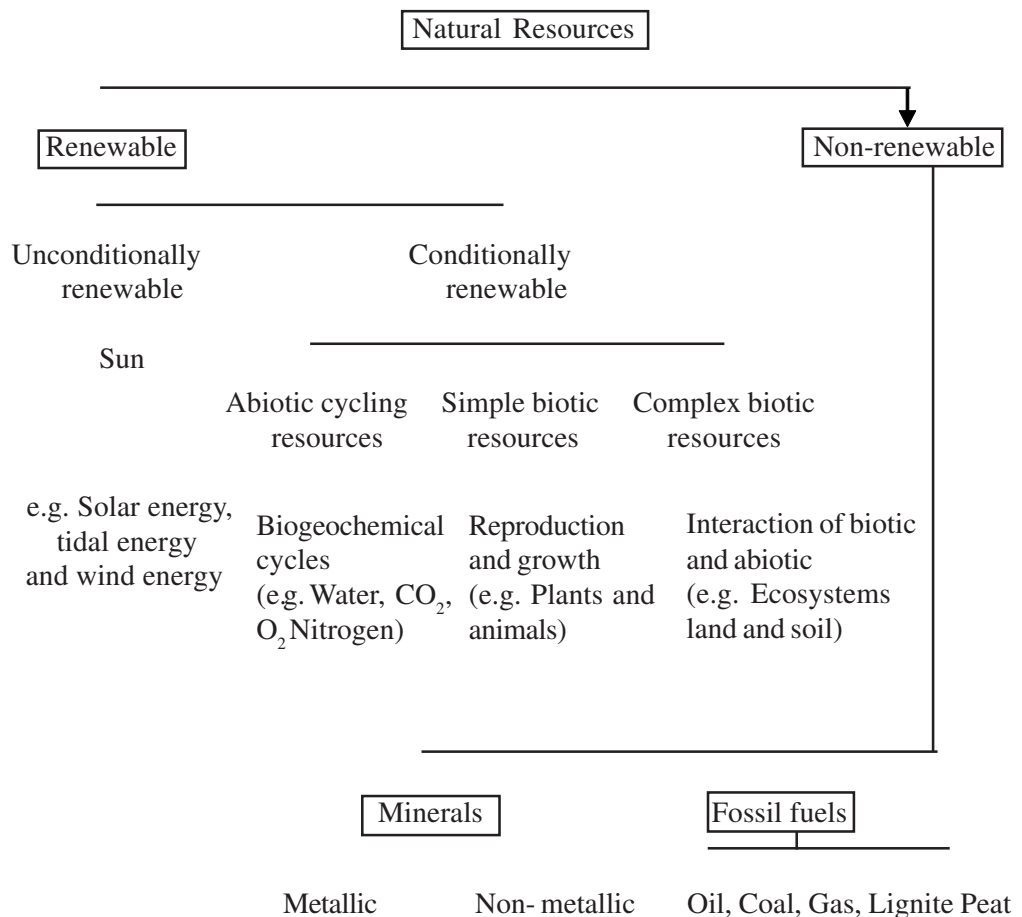 Natural Resources
Renewable
Non-renewable
Unconditionally
renewable
Conditionally
renewable
Sun
Abiotic cycling
resources
Simple biotic
resources
Complex biotic
resources
e.g. Solar energy,
tidal energy
and wind energy
Biogeochemical
cycles
(e.g. Water, CO₂,
O₂ Nitrogen)
Reproduction
and growth
(e.g. Plants and
animals)
Interaction of biotic
and abiotic
(e.g. Ecosystems
land and soil)
Minerals
Fossil fuels
Metallic
Non- metallic
Oil, Coal, Gas, Lignite Peat